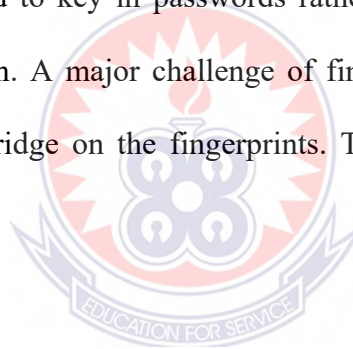 to key in passwords rathe
. A major challenge of fin
ridge on the fingerprints. T
EDUCATION FOR SERVICE